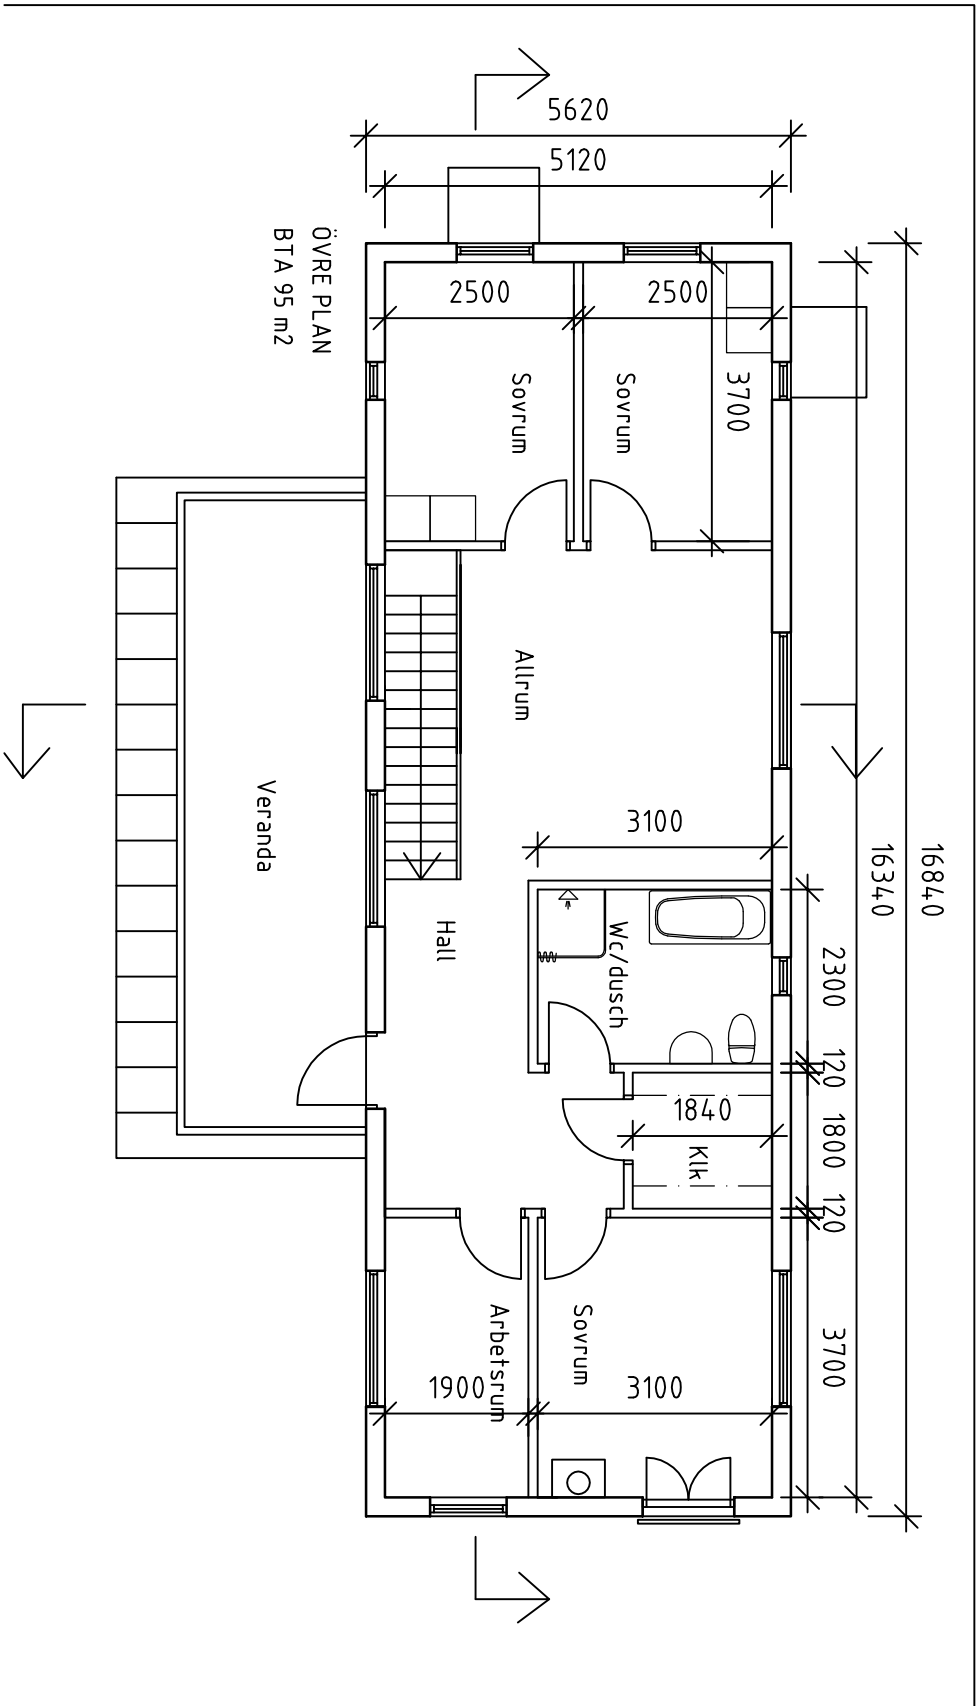 5620
5120
ÖVRE PLAN
BTA 95 m2
2500
2500
3700
Sovrum
Sovrum
Allrum
Veranda
3100
16840
16340
Hall
Wc/dusch
2300
120
1840
Klk
1800
120
Sovrum
Arbetsrum
3700
1900
3100